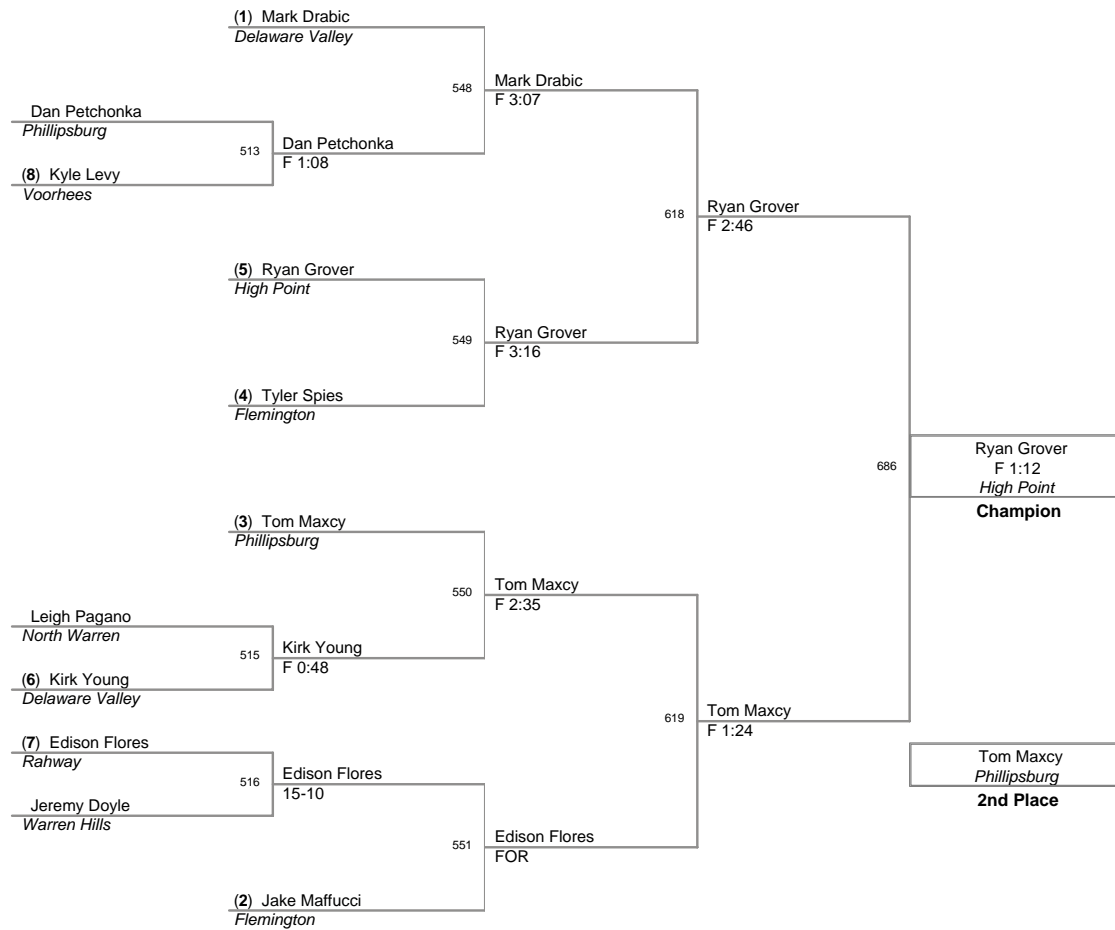 (1) Mark Drabic
Delaware Valley
548
Mark Drabic
F 3:07
Dan Petchonka
Phillipsburg
513
Dan Petchonka
F 1:08
(8) Kyle Levy
Voorhees
618
Ryan Grover
F 2:46
(5) Ryan Grover
High Point
549
Ryan Grover
F 3:16
(4) Tyler Spies
Flemington
686
Ryan Grover
F 1:12
High Point
Champion
(3) Tom Maxcy
Phillipsburg
550
Tom Maxcy
F 2:35
Leigh Pagano
North Warren
515
Kirk Young
F 0:48
(6) Kirk Young
Delaware Valley
619
Tom Maxcy
F 1:24
(7) Edison Flores
Rahway
516
Edison Flores
15-10
Jeremy Doyle
Warren Hills
Tom Maxcy
Phillipsburg
2nd Place
551
Edison Flores
FOR
(2) Jake Maffucci
Flemington